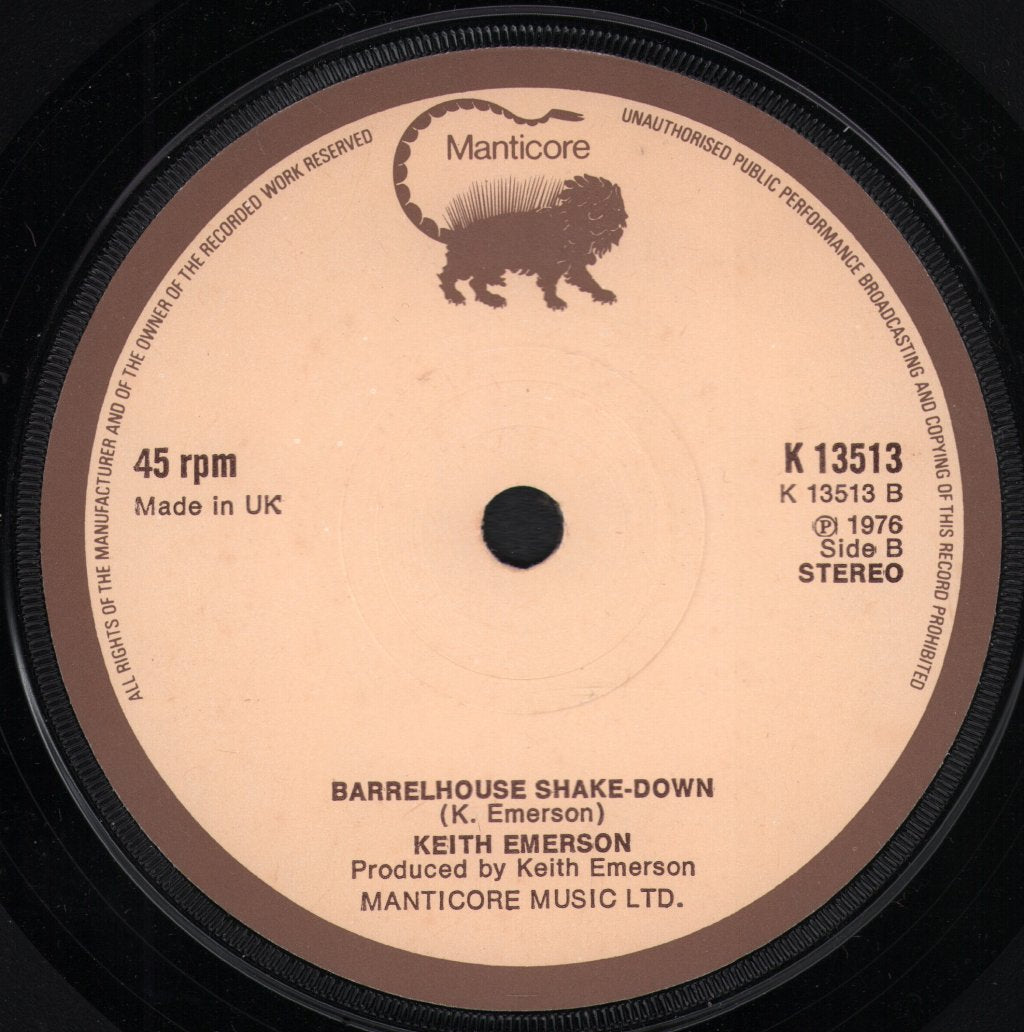 Manticore
ALL RIGHTS OF THE MANUFACTURER AND OF THE OWNER OF THE RECORDED WORK RESERVED
UNAUTHORISED PUBLIC PERFORMANCE BROADCASTING AND COPYING OF THIS RECORD PROHIBITED
45 rpm
Made in UK
K 13513
K 13513 B
Ⓟ 1976
Side B
STEREO
BARRELHOUSE SHAKE-DOWN
(K. Emerson)
KEITH EMERSON
Produced by Keith Emerson
MANTICORE MUSIC LTD.